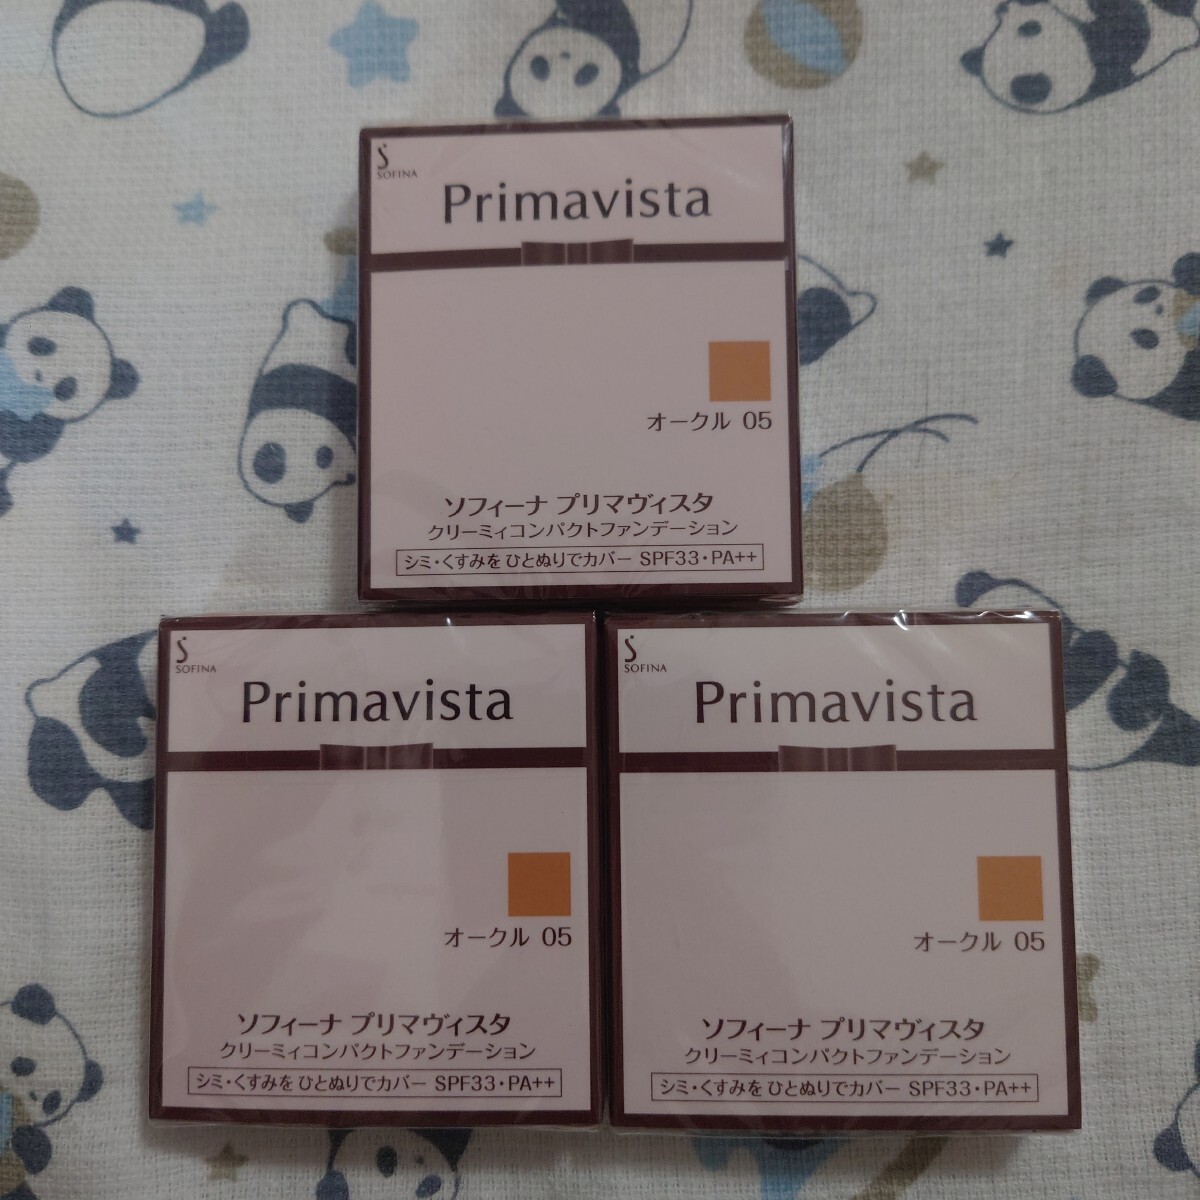 SOFINA
Primavista
オークル 05
ソフィーナ プリマヴィスタ
クリーミィコンパクトファンデーション
シミ・くすみを ひとぬりでカバー SPF33・PA++
SOFINA
Primavista
オークル 05
ソフィーナ プリマヴィスタ
クリーミィコンパクトファンデーション
シミ・くすみを ひとぬりでカバー SPF33・PA++
SOFINA
Primavista
オークル 05
ソフィーナ プリマヴィスタ
クリーミィコンパクトファンデーション
シミ・くすみを ひとぬりでカバー SPF33・PA++